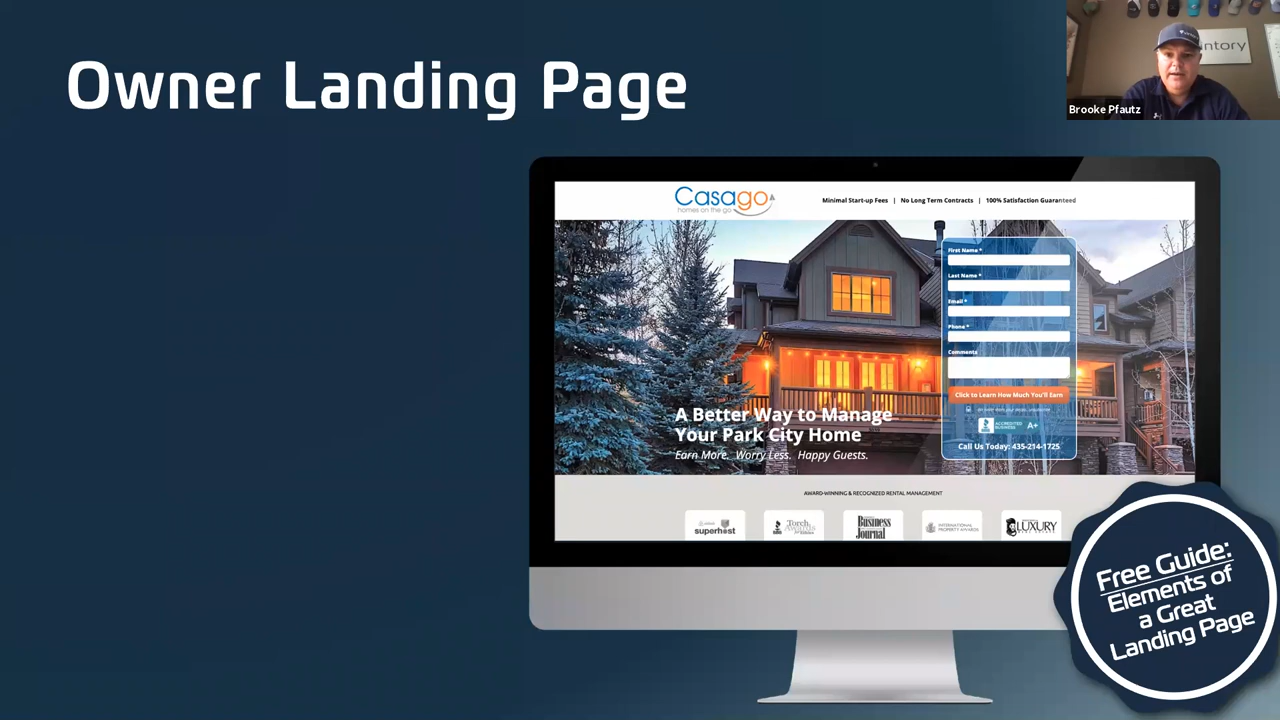 Owner Landing Page
ntory
Brooke Pfautz
Casago
homes on the go
Minimal Start-up Fees | No Long Term Contracts | 100% Satisfaction Guaranteed
First Name *
Last Name *
Email *
Phone *
Comments
Click to Learn How Much You'll Earn
ACCREDITED
BUSINESS
A+
Call Us Today: 435-214-1725
A Better Way to Manage
Your Park City Home
Earn More. Worry Less. Happy Guests.
AWARD-WINNING & RECOGNIZED RENTAL MANAGEMENT
superhost
Torch
Awards
Business
Journal
INTERNATIONAL
PROPERTY AWARDS
LUXURY
Free Guide:
Elements of
a Great
Landing Page